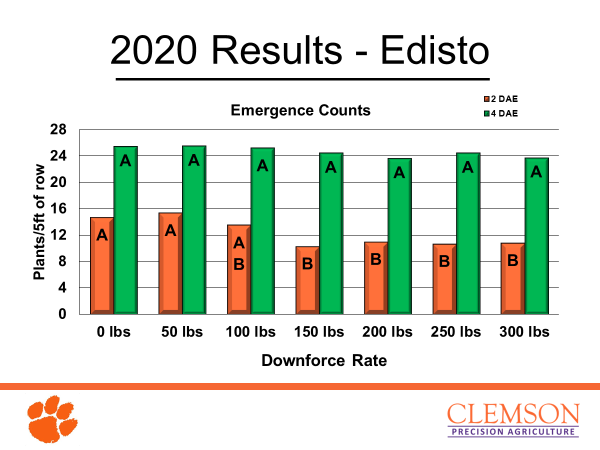 2020 Results - Edisto
Emergence Counts
2 DAE
4 DAE
Plants/5ft of row
28
24
20
16
12
8
4
0
A A
A A
A B A
B A
B A
B A
B A
0 lbs 50 lbs 100 lbs 150 lbs 200 lbs 250 lbs 300 lbs
Downforce Rate
CLEMSON
PRECISION AGRICULTURE